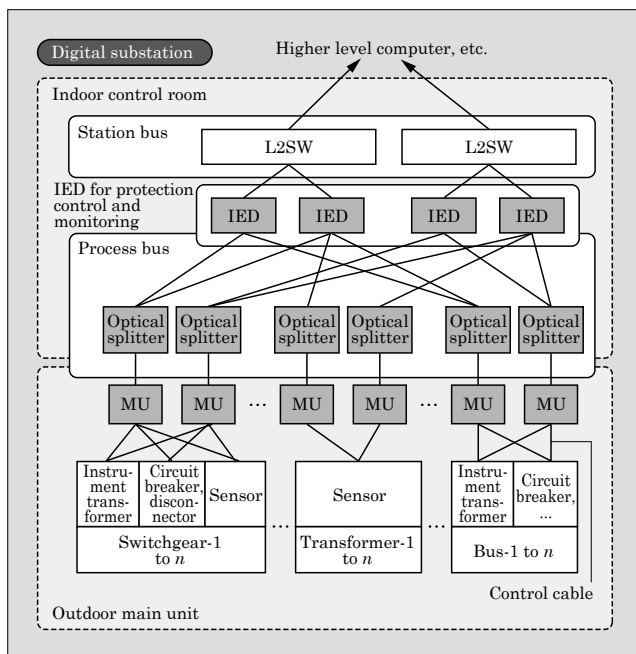 Digital substation
Higher level computer, etc.
Indoor control room
Station bus
L2SW
L2SW
IED for protection
control and
monitoring
IED
IED
IED
IED
Process bus
Optical
splitter
Optical
splitter
Optical
splitter
Optical
splitter
Optical
splitter
Optical
splitter
MU
MU
...
MU
MU
...
MU
MU
Instru-
ment
trans-
former
Circuit
breaker,
discon-
nector
Sensor
Switchgear-1
to n
...
Sensor
Transformer-1
to n
...
Instru-
ment
trans-
former
Circuit
breaker,
...
Bus-1 to n
Control cable
Outdoor main unit